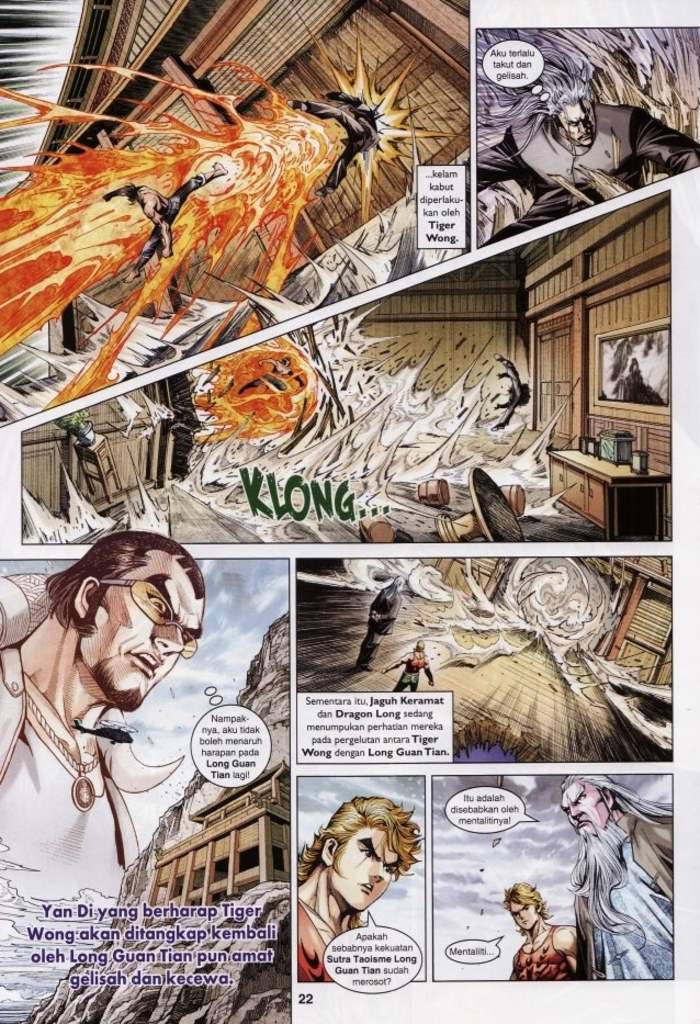 ...kelam
kabut
diperlaku-
kan oleh
Tiger
Wong.
Aku terlalu
takut dan
gelisah.
KLONG...
Nampak-
nya, aku tidak
boleh menaruh
harapan pada
Long Guan
Tian lagi!
Yan Di yang berharap Tiger
Wong akan ditangkap kembali
oleh Long Guan Tian pun amat
gelisah dan kecewa.
Sementara itu, Jaguh Keramat
dan Dragon Long sedang
menumpukan perhatian mereka
pada pergelutan antara Tiger
Wong dengan Long Guan Tian.
Apakah
sebabnya kekuatan
Sutra Taoisme Long
Guan Tian sudah
merosot?
Itu adalah
disebabkan oleh
mentalitinya!
Mentaliti...
22